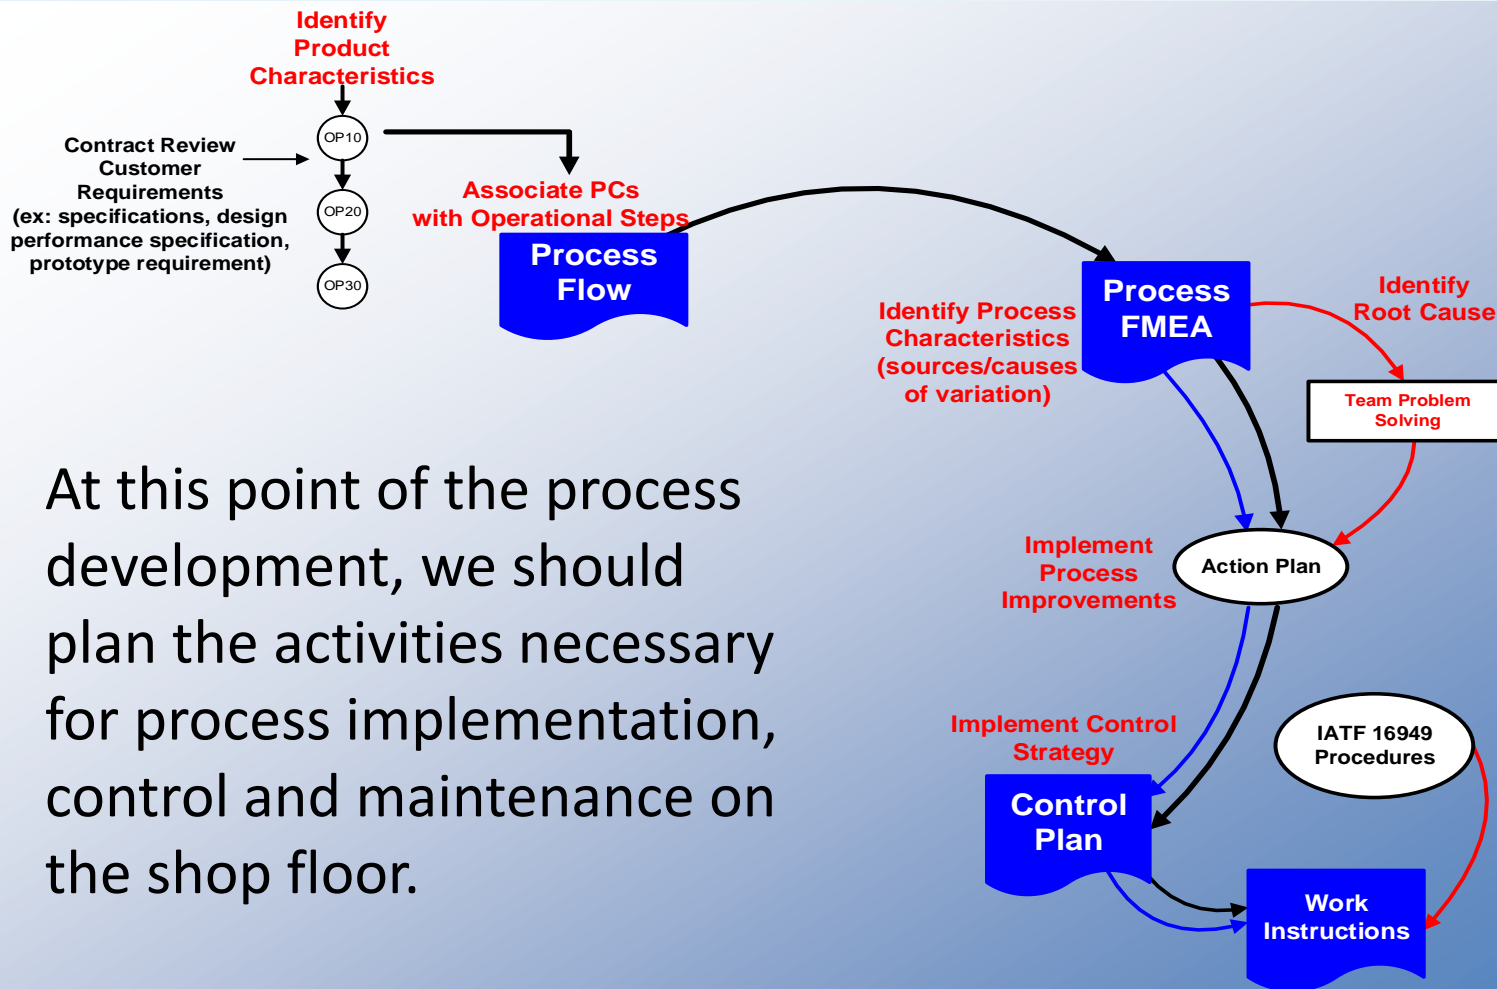 Identify
Product
Characteristics
OP10
Contract Review
Customer
Requirements
(ex: specifications, design
performance specification,
prototype requirement)
OP20
OP30
Associate PCs
with Operational Steps
Process
Flow
Process
FMEA
Identify
Root Cause
Identify Process
Characteristics
(sources/causes
of variation)
Team Problem
Solving
At this point of the process
development, we should
plan the activities necessary
for process implementation,
control and maintenance on
the shop floor.
Implement
Process
Improvements
Action Plan
Implement Control
Strategy
IATF 16949
Procedures
Control
Plan
Work
Instructions